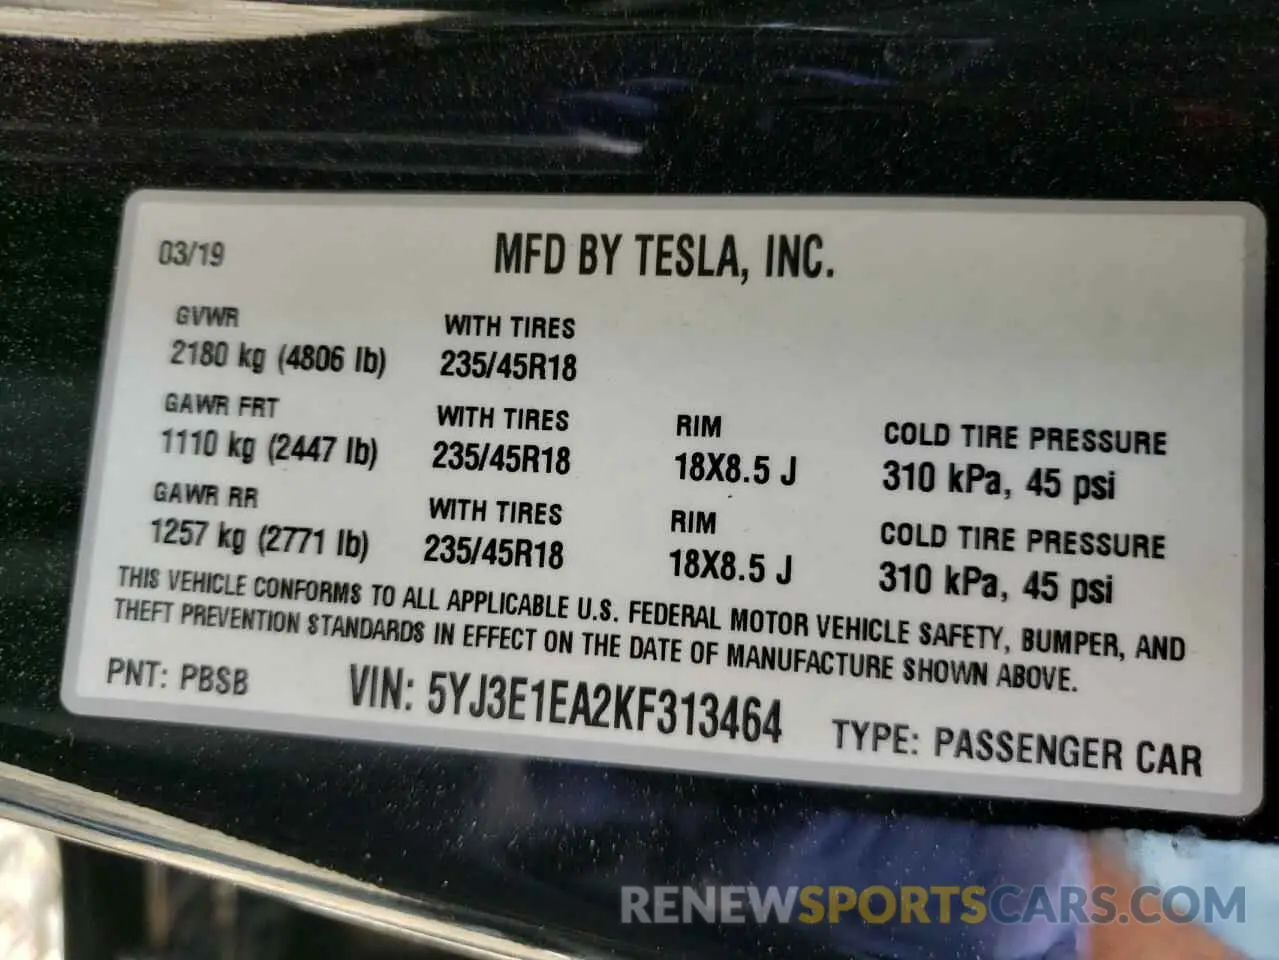 03/19 MFD BY TESLA, INC.
GVWR WITH TIRES
2180 kg (4806 lb) 235/45R18
GAWR FRT WITH TIRES RIM COLD TIRE PRESSURE
1110 kg (2447 lb) 235/45R18 18X8.5 J 310 kPa, 45 psi
GAWR RR WITH TIRES RIM COLD TIRE PRESSURE
1257 kg (2771 lb) 235/45R18 18X8.5 J 310 kPa, 45 psi
THIS VEHICLE CONFORMS TO ALL APPLICABLE U.S. FEDERAL MOTOR VEHICLE SAFETY, BUMPER, AND
THEFT PREVENTION STANDARDS IN EFFECT ON THE DATE OF MANUFACTURE SHOWN ABOVE.
PNT: PBSB VIN: 5YJ3E1EA2KF313464 TYPE: PASSENGER CAR
RENEWSPORTSCARS.COM